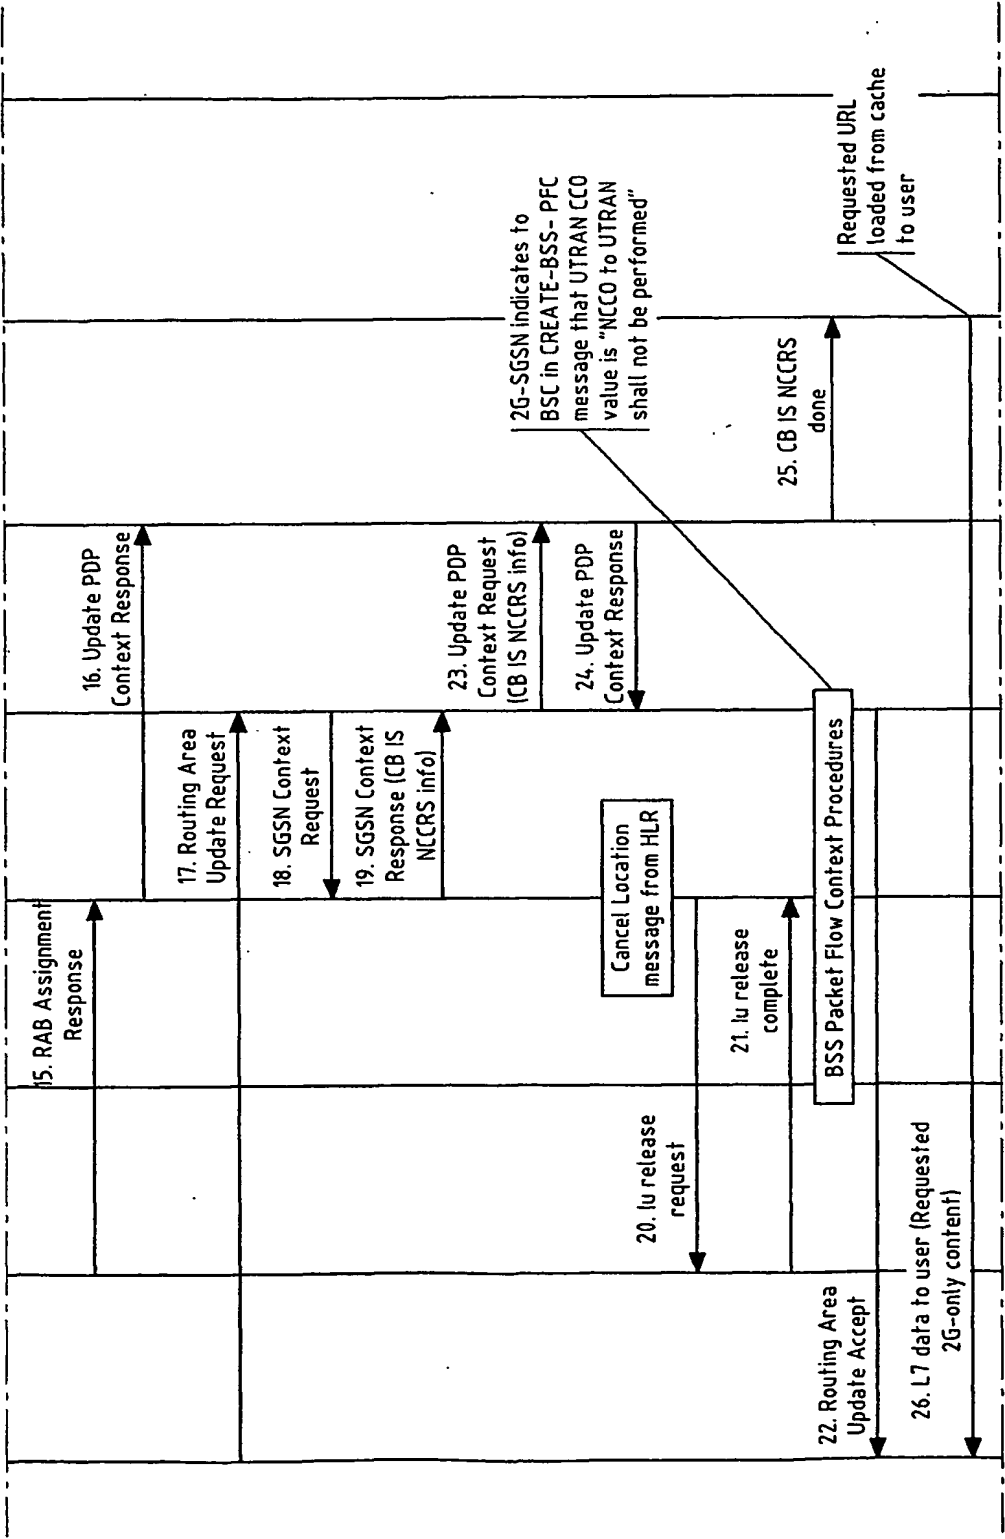 15. RAB Assignment
Response
16. Update PDP
Context Response
17. Routing Area
Update Request
18. SGSN Context
Request
19. SGSN Context
Response (CB IS
NCCRS info)
23. Update PDP
Context Request
(CB IS NCCRS info)
24. Update PDP
Context Response
Cancel Location
message from HLR
20. Iu release
request
21. Iu release
complete
2G-SGSN indicates to
BSC in CREATE-BSS- PFC
message that UTRAN CCO
value is "NCCO to UTRAN
shall not be performed"
BSS Packet Flow Context Procedures
22. Routing Area
Update Accept
25. CB IS NCCRS
done
Requested URL
loaded from cache
to user
26. L7 data to user (Requested
2G-only content)